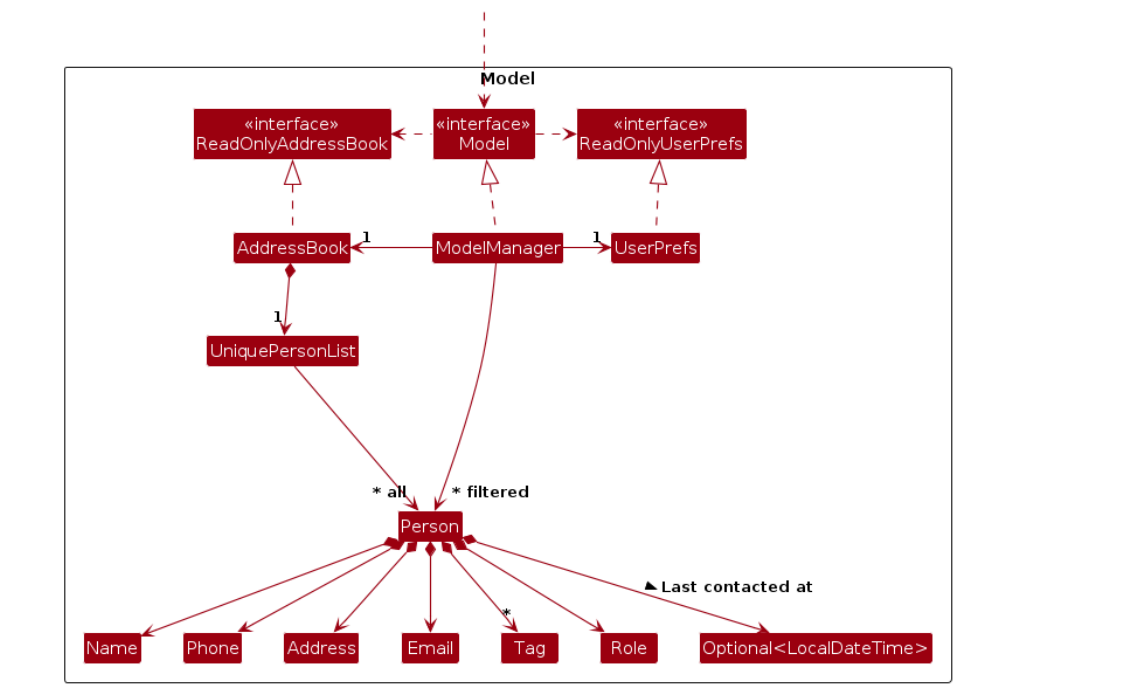 Model
«interface»
ReadOnlyAddressBook
«interface»
Model
«interface»
ReadOnlyUserPrefs
AddressBook
1
ModelManager
1
UserPrefs
1
UniquePersonList
* all
* filtered
Person
Last contacted at
*
Name
Phone
Address
Email
Tag
Role
Optional<LocalDateTime>